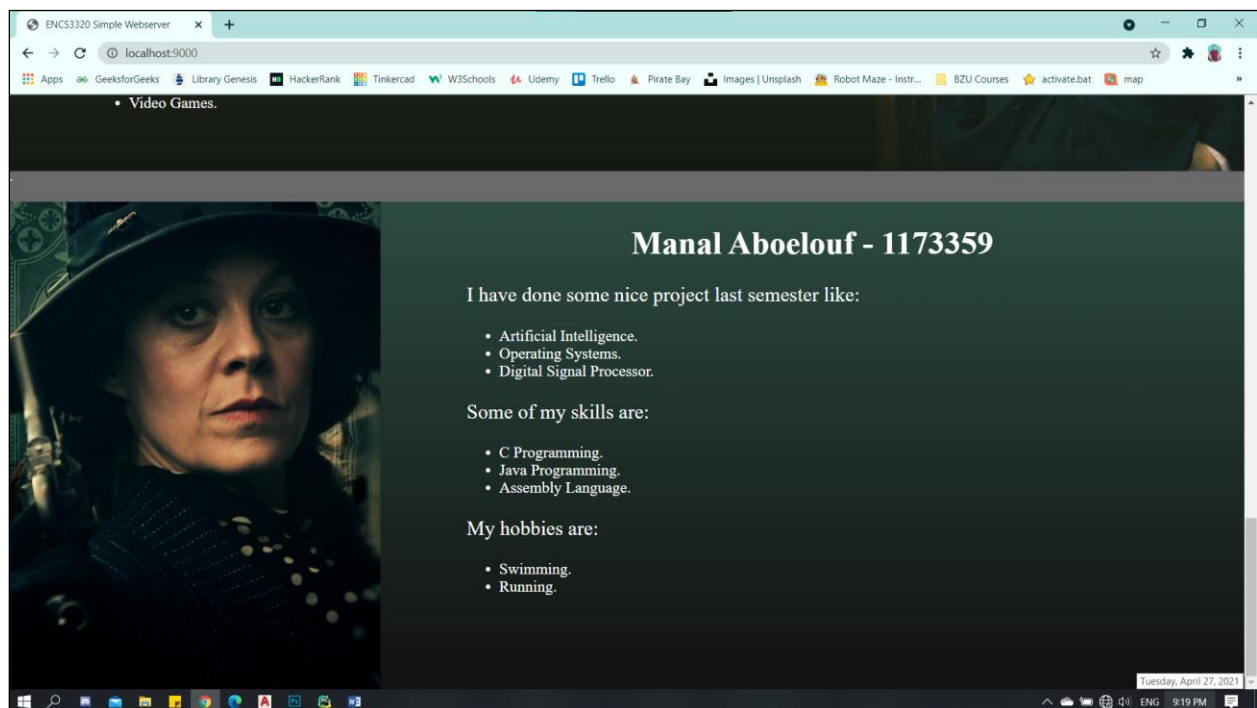 ENCS3320 Simple Webserver
localhost:9000
Apps GeeksforGeeks Library Genesis HackerRank Tinkercad W3Schools Udemy Trello Pirate Bay Images | Unsplash Robot Maze - Instr... BZU Courses activate.bat map »
• Video Games.
Manal Aboelouf - 1173359
I have done some nice project last semester like:
• Artificial Intelligence.
• Operating Systems.
• Digital Signal Processor.
Some of my skills are:
• C Programming.
• Java Programming.
• Assembly Language.
My hobbies are:
• Swimming.
• Running.
Tuesday, April 27, 2021
ENG 9:19 PM